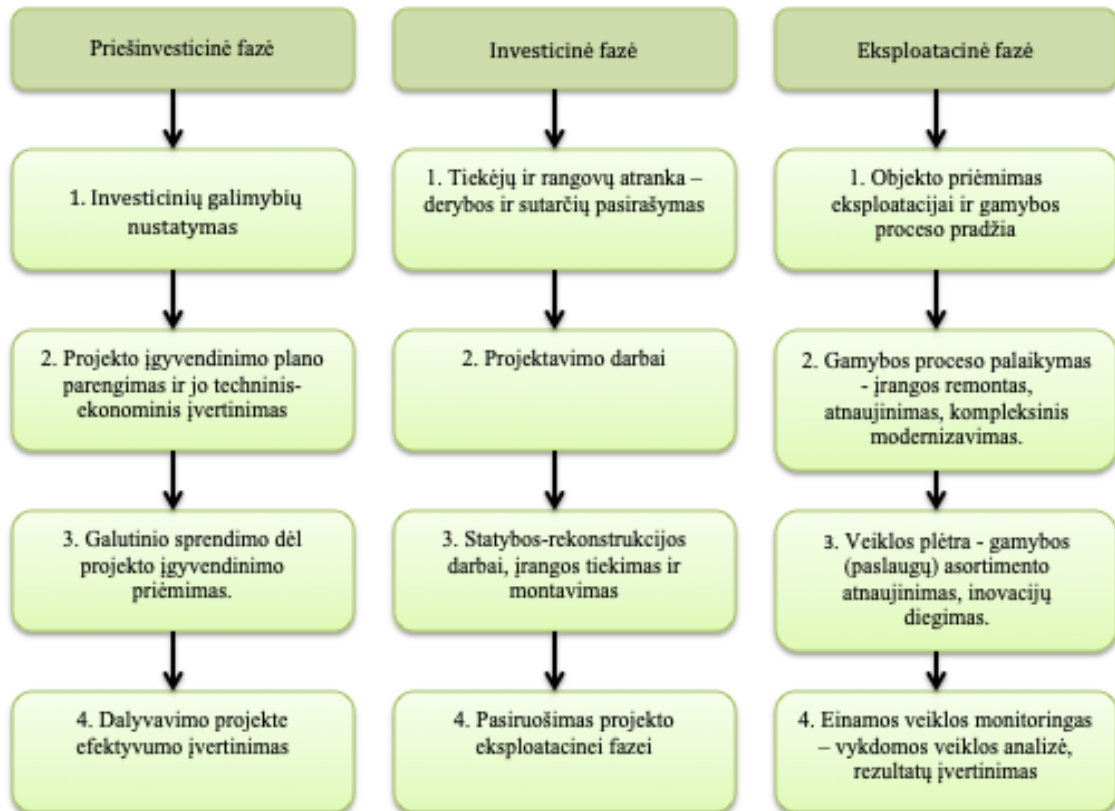 Priešinvesticinė fazė
1. Investicinių galimybių
nustatymas
2. Projekto įgyvendinimo plano
parengimas ir jo techninis-
ekonominis įvertinimas
3. Galutinio sprendimo dėl
projekto įgyvendinimo
priėmimas.
4. Dalyvavimo projekte
efektyvumo įvertinimas
Investicinė fazė
1. Tiekėjų ir rangovų atranka –
derybos ir sutarčių pasirašymas
2. Projektavimo darbai
3. Statybos-rekonstrukcijos
darbai, įrangos tiekimas ir
montavimas
4. Pasiruošimas projekto
eksploatacinei fazei
Eksploatacinė fazė
1. Objekto priėmimas
eksploatacijai ir gamybos
proceso pradžia
2. Gamybos proceso palaikymas
- įrangos remontas,
atnaujinimas, kompleksinis
modernizavimas.
3. Veiklos plėtra - gamybos
(paslaugų) asortimento
atnaujinimas, inovacijų
diegimas.
4. Einamos veiklos monitoringas
– vykdomos veiklos analizė,
rezultatų įvertinimas